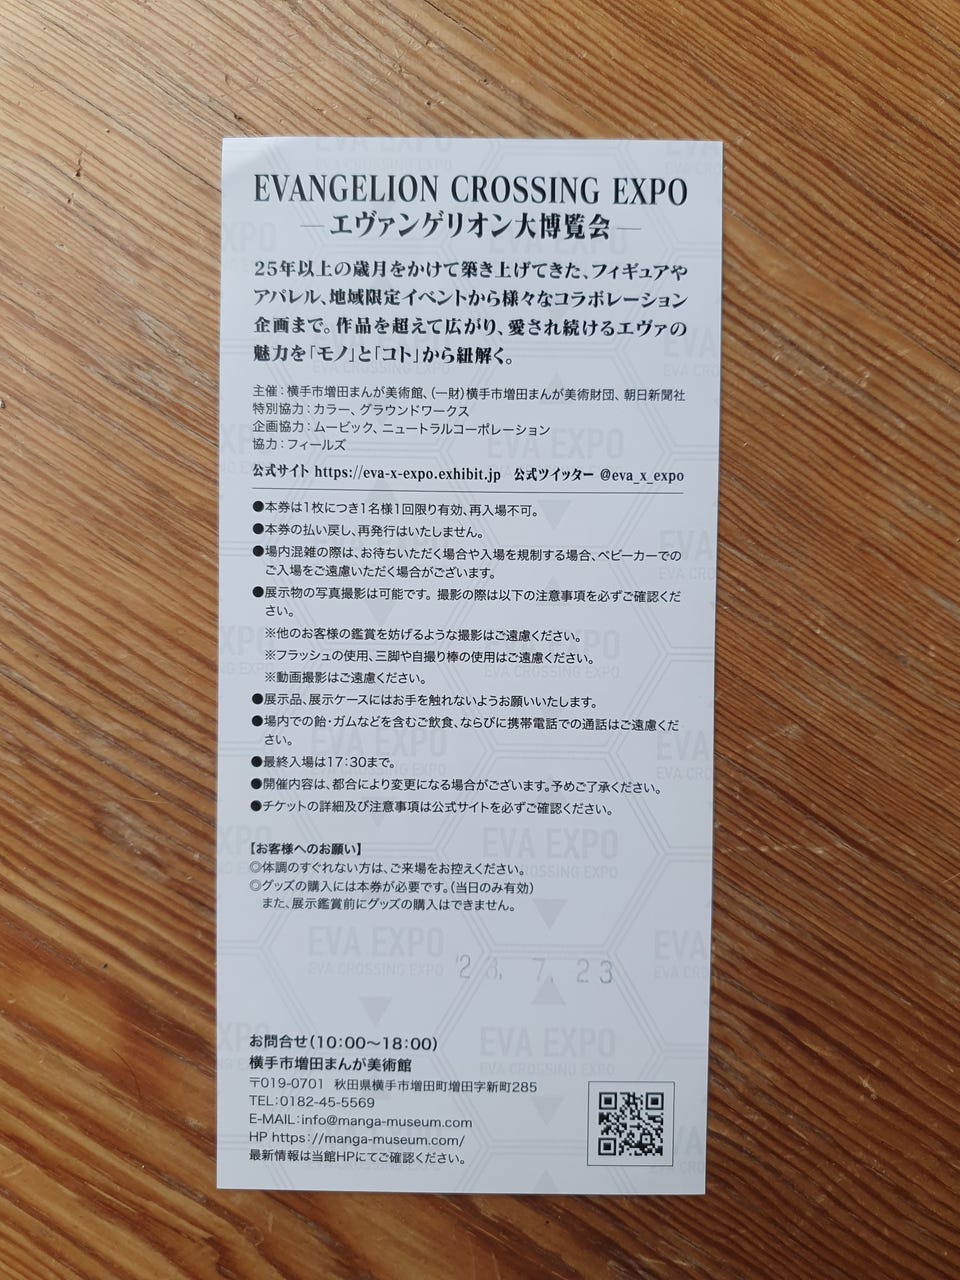 EVANGELION CROSSING EXPO
―エヴァンゲリオン大博覧会―
25年以上の歳月をかけて築き上げてきた、フィギュアや
アパレル、地域限定イベントから様々なコラボレーション
企画まで。作品を超えて広がり、愛され続けるエヴァの
魅力を「モノ」と「コト」から紐解く。
主催：横手市増田まんが美術館、(一財)横手市増田まんが美術財団、朝日新聞社
特別協力：カラー、グラウンドワークス
企画協力：ムービック、ニュートラルコーポレーション
協力：フィールズ
公式サイト https://eva-x-expo.exhibit.jp 公式ツイッター @eva_x_expo
●本券は1枚につき1名様1回限り有効、再入場不可。
●本券の払い戻し、再発行はいたしません。
●場内混雑の際は、お待ちいただく場合や入場を規制する場合、ベビーカーでの
ご入場をご遠慮いただく場合がございます。
●展示物の写真撮影は可能です。撮影の際は以下の注意事項を必ずご確認くだ
さい。
※他のお客様の鑑賞を妨げるような撮影はご遠慮ください。
※フラッシュの使用、三脚や自撮り棒の使用はご遠慮ください。
※動画撮影はご遠慮ください。
●展示品、展示ケースにはお手を触れないようお願いいたします。
●場内での飴・ガムなどを含むご飲食、ならびに携帯電話での通話はご遠慮くだ
さい。
●最終入場は17:30まで。
●開催内容は、都合により変更になる場合がございます。予めご了承ください。
●チケットの詳細及び注意事項は公式サイトを必ずご確認ください。
【お客様へのお願い】
◎体調のすぐれない方は、ご来場をお控えください。
◎グッズの購入には本券が必要です。(当日のみ有効)
また、展示鑑賞前にグッズの購入はできません。
EVA EXPO
EVA CROSSING EXPO
'23. 7. 23
お問合せ(10:00～18:00)
横手市増田まんが美術館
〒019-0701 秋田県横手市増田町増田字新町285
TEL:0182-45-5569
E-MAIL:info@manga-museum.com
HP https://manga-museum.com/
最新情報は当館HPにてご確認ください。